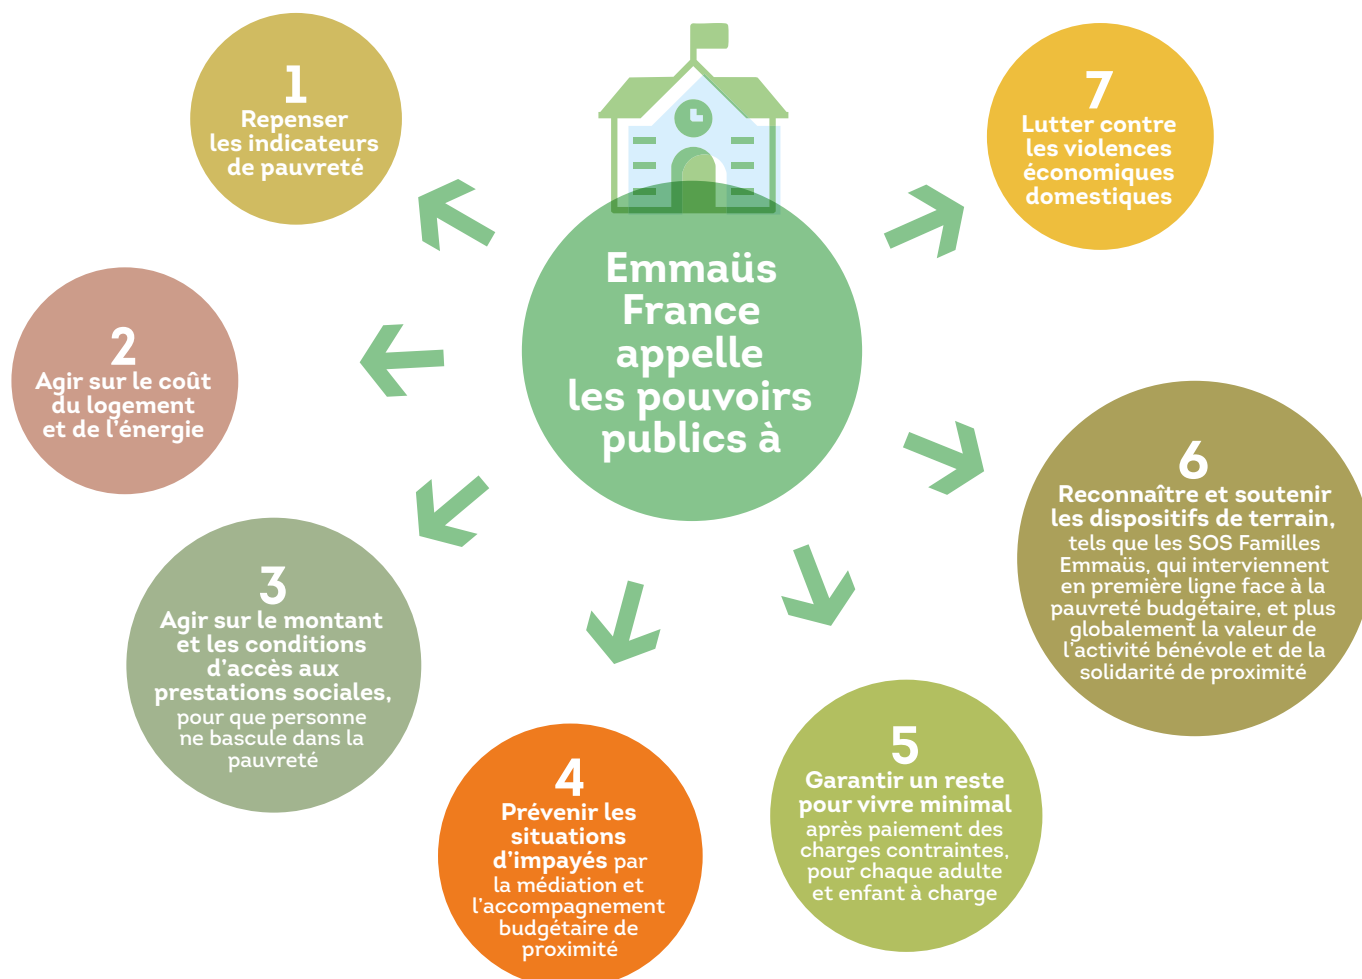 Emmaüs
France
appelle
les pouvoirs
publics à
1
Repenser
les indicateurs
de pauvreté
2
Agir sur le coût
du logement
et de l'énergie
3
Agir sur le montant
et les conditions
d'accès aux
prestations sociales,
pour que personne
ne bascule dans la
pauvreté
4
Prévenir les
situations
d'impayés par
la médiation et
l'accompagnement
budgétaire de
proximité
5
Garantir un reste
pour vivre minimal
après paiement des
charges contraintes,
pour chaque adulte
et enfant à charge
6
Reconnaître et soutenir
les dispositifs de terrain,
tels que les SOS Familles
Emmaüs, qui interviennent
en première ligne face à la
pauvreté budgétaire, et plus
globalement la valeur de
l'activité bénévole et de la
solidarité de proximité
7
Lutter contre
les violences
économiques
domestiques